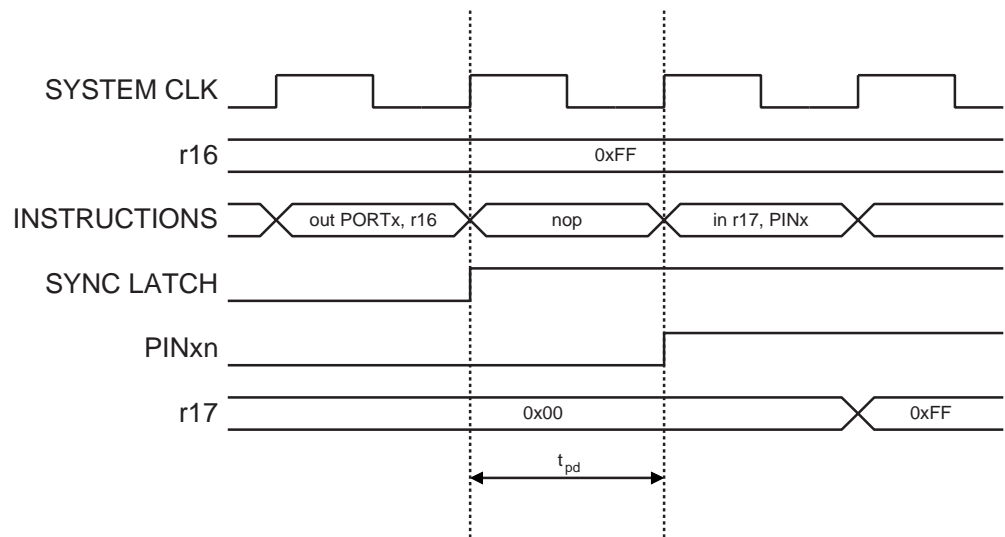 SYSTEM CLK
r16
0xFF
INSTRUCTIONS
out PORTx, r16
nop
in r17, PINx
SYNC LATCH
PINxn
r17
0x00
0xFF
tpd